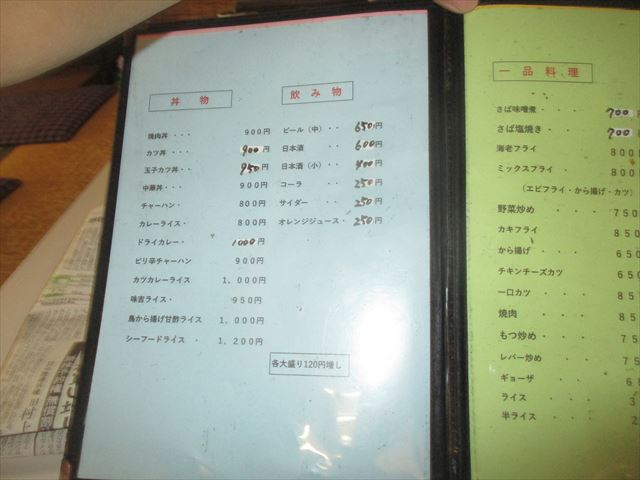 丼 物
焼肉丼・・・ 900円
カツ丼・・・ 900円
玉子カツ丼・・ 950円
中華丼・・・ 900円
チャーハン・ 800円
カレーライス・ 800円
ドライカレー・ 1000円
ピリ辛チャーハン 900円
カツカレーライス 1,000円
味吉ライス・ 950円
鳥から揚げ甘酢ライス 1,000円
シーフードライス ・ 1,200円
飲み物
ビール(中)・・ 650円
日本酒 ・・ 600円
日本酒(小)・・ 400円
コーラ ・・ 250円
サイダー ・・ 250円
オレンジジュース・ 250円
各大盛り120円増し
一品料理
さば味噌煮・ 700
さば塩焼き・・ 700
海老フライ 800
ミックスフライ・ 800
(エビフライ・から揚げ・カツ)
野菜炒め・・・ 750
カキフライ 850
から揚げ・・・ 650
チキンチーズカツ
一口カツ・・・ 85
焼肉・・・ 85
もつ炒め・・・ 75
レバー炒め・・ 75
ギョーザ・・ 6
ライス・・・ 3
半ライス・・・ 2